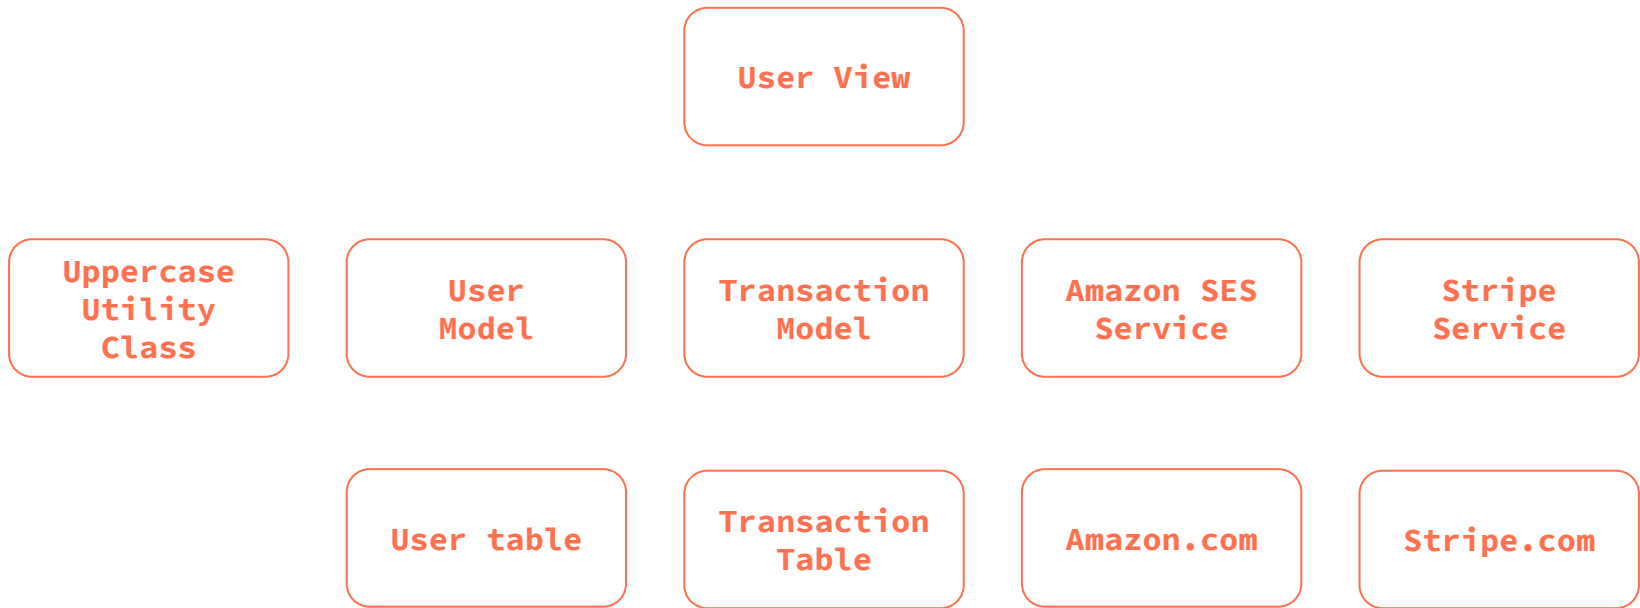 User View
Uppercase
Utility
Class
User
Model
Transaction
Model
Amazon SES
Service
Stripe
Service
User table
Transaction
Table
Amazon.com
Stripe.com